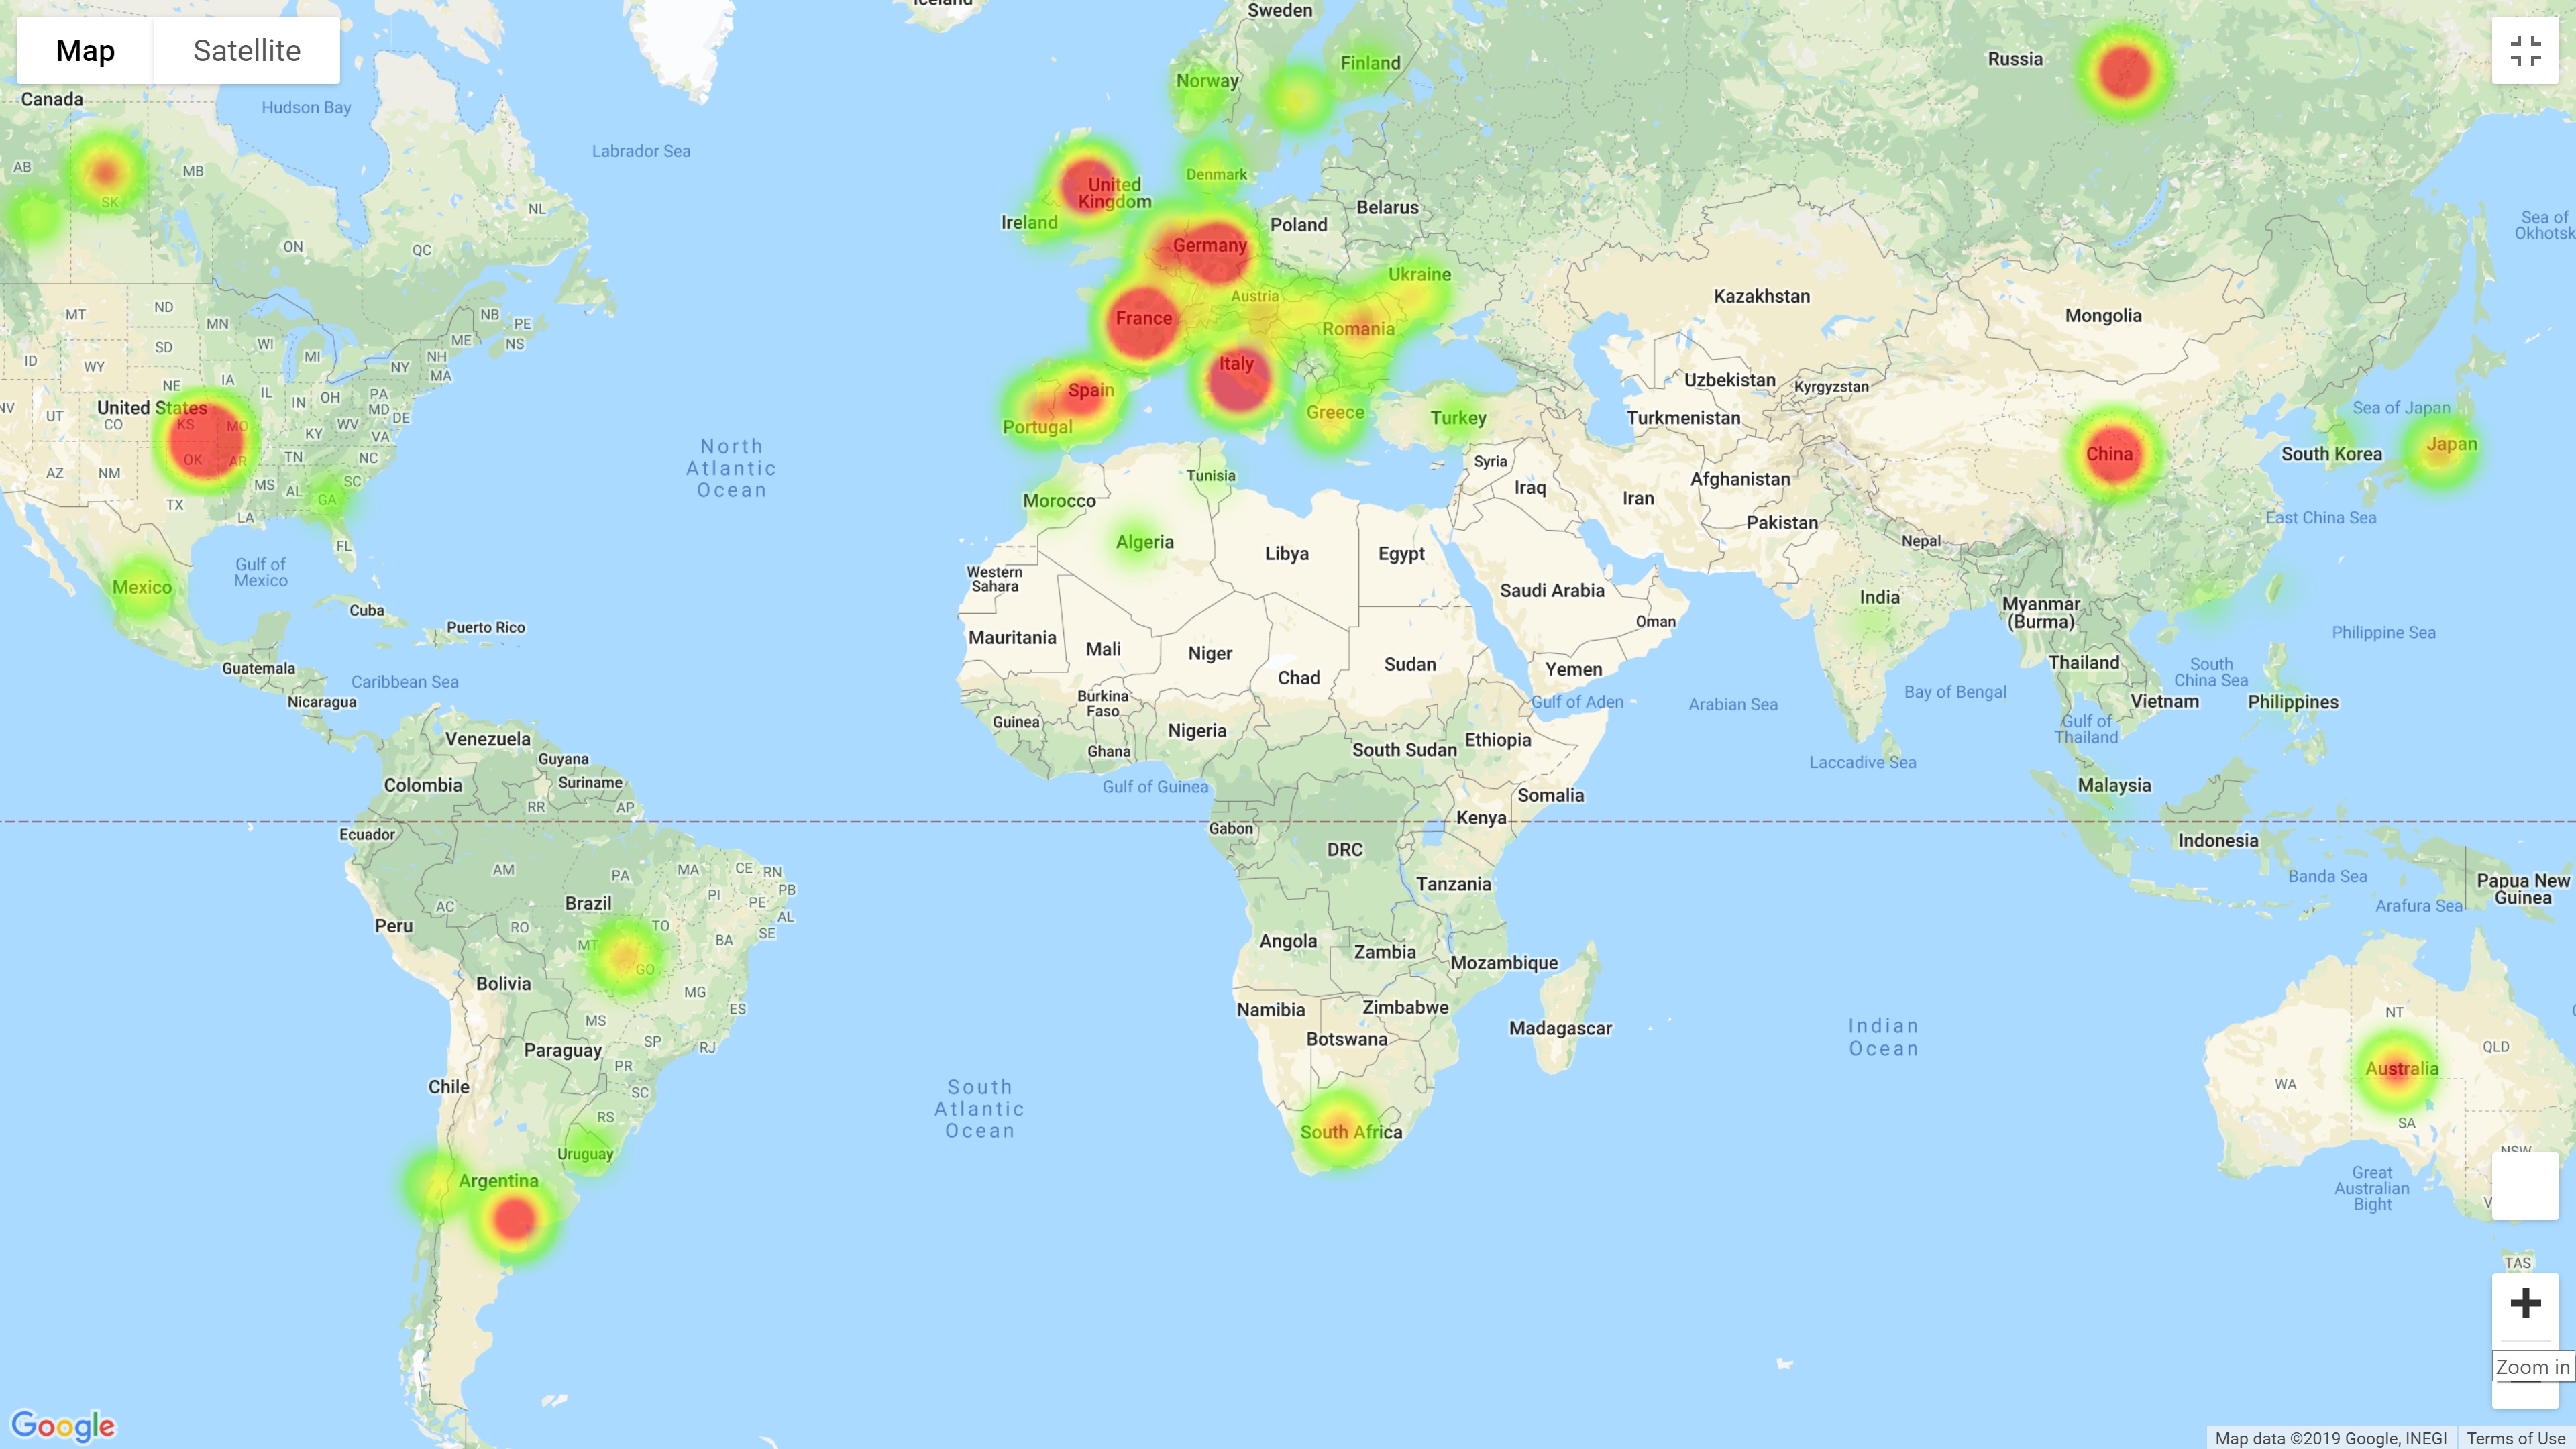 Map
Satellite
Iceland
Sweden
Finland
Norway
Russia
Canada
Hudson Bay
Labrador Sea
AB
MB
SK
NL
ON
QC
United
Kingdom
Ireland
Denmark
Belarus
Poland
Germany
Ukraine
Austria
France
Romania
Kazakhstan
Mongolia
Sea of
Okhotsk
MT
ND
MN
NB
PE
ME
NS
SD
WI
MI
NH
ID
WY
NY
MA
NE
IA
IL
IN
OH
PA
MD
DE
NV
UT
United States
CO
KS
MO
KY
WV
VA
OK
AR
TN
NC
AZ
NM
MS
AL
GA
SC
TX
LA
FL
Italy
Spain
Portugal
Greece
Turkey
Uzbekistan
Kyrgyzstan
Turkmenistan
China
Sea of Japan
South Korea
Japan
East China Sea
North
Atlantic
Ocean
Tunisia
Morocco
Algeria
Libya
Egypt
Syria
Iraq
Iran
Afghanistan
Pakistan
Nepal
Western
Sahara
Saudi Arabia
India
Oman
Myanmar
(Burma)
Philippine Sea
Mexico
Gulf of
Mexico
Cuba
Puerto Rico
Guatemala
Caribbean Sea
Nicaragua
Mauritania
Mali
Niger
Chad
Sudan
Yemen
Gulf of Aden
Arabian Sea
Bay of Bengal
Thailand
Vietnam
South
China Sea
Philippines
Gulf of
Thailand
Burkina
Faso
Guinea
Ghana
Nigeria
South Sudan
Ethiopia
Laccadive Sea
Malaysia
Venezuela
Guyana
Colombia
Suriname
RR
AP
Gulf of Guinea
Somalia
Ecuador
Gabon
Kenya
DRC
Tanzania
Indonesia
Banda Sea
Papua New
Guinea
Arafura Sea
AM
PA
MA
CE
RN
PI
PB
PE
AC
Brazil
AL
Peru
RO
TO
SE
MT
BA
GO
Bolivia
MG
ES
MS
SP
RJ
Paraguay
PR
SC
Chile
RS
Uruguay
Argentina
Angola
Zambia
Mozambique
Namibia
Zimbabwe
Botswana
Madagascar
South Africa
South
Atlantic
Ocean
Indian
Ocean
NT
QLD
Australia
WA
SA
NSW
Great
Australian
Bight
TAS
Zoom in
Google
Map data ©2019 Google, INEGI
Terms of Use